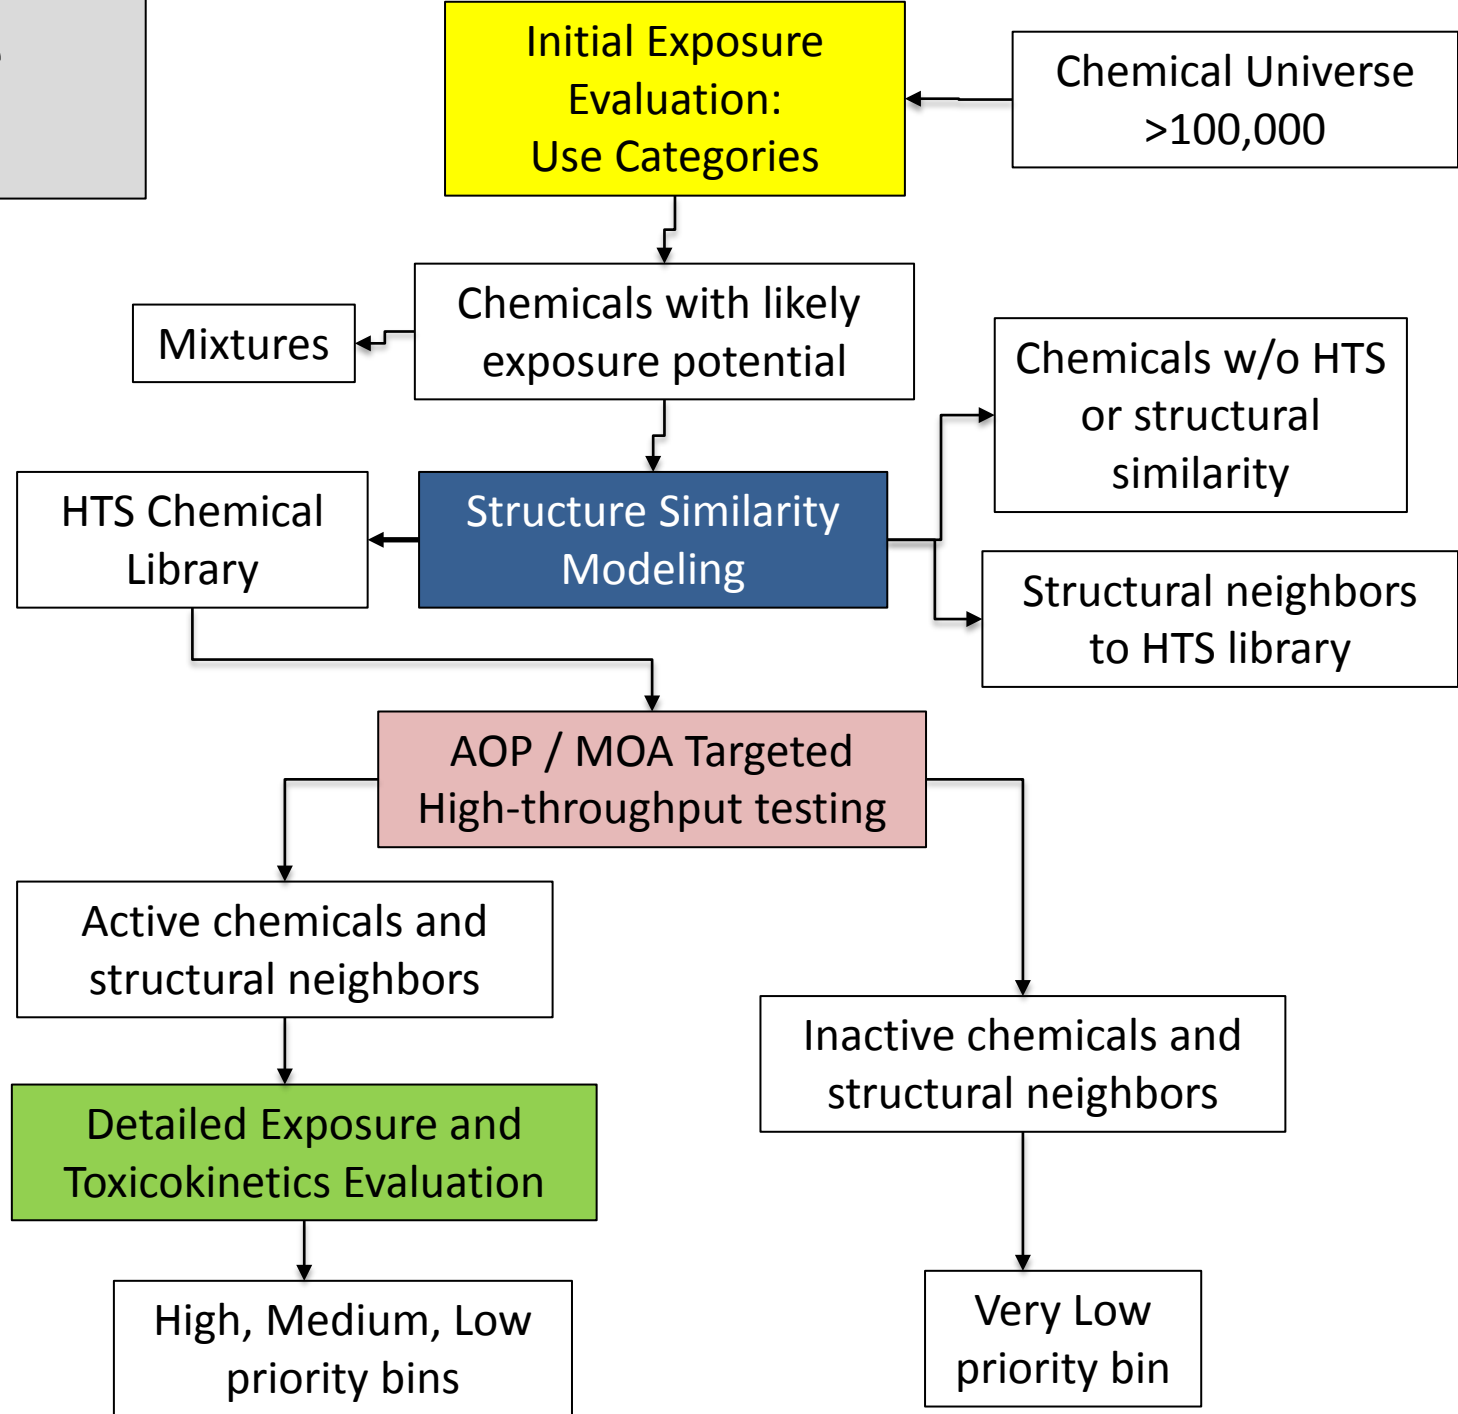 Initial Exposure
Evaluation:
Use Categories
Chemical Universe
>100,000
Chemicals with likely
exposure potential
Mixtures
Chemicals w/o HTS
or structural
similarity
HTS Chemical
Library
Structure Similarity
Modeling
Structural neighbors
to HTS library
AOP / MOA Targeted
High-throughput testing
Active chemicals and
structural neighbors
Inactive chemicals and
structural neighbors
Detailed Exposure and
Toxicokinetics Evaluation
High, Medium, Low
priority bins
Very Low
priority bin